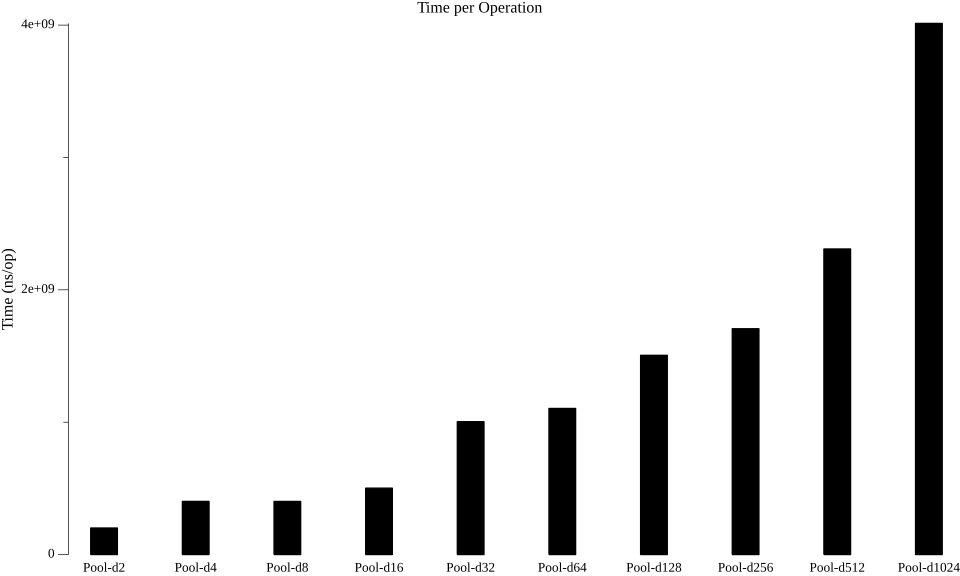 Time per Operation
4e+09
2e+09
0
Time (ns/op)
Pool-d2 Pool-d4 Pool-d8 Pool-d16 Pool-d32 Pool-d64 Pool-d128 Pool-d256 Pool-d512 Pool-d1024